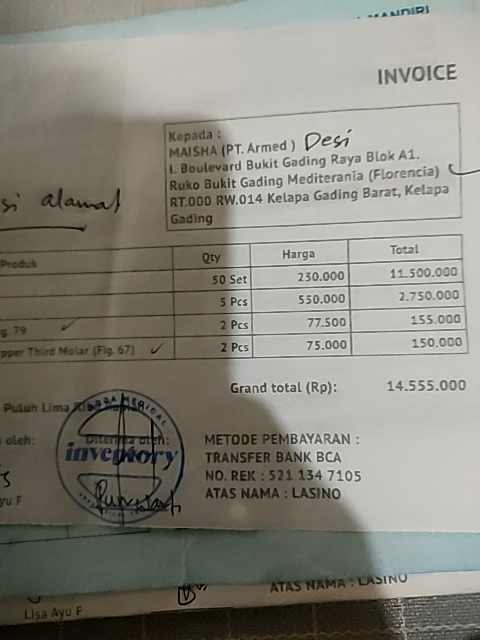 MANDIRI
INVOICE
Kepada :
MAISHA (PT. Armed ) Desi
l. Boulevard Bukit Gading Raya Blok A1.
Ruko Bukit Gading Mediterania (Florencia)
RT.000 RW.014 Kelapa Gading Barat, Kelapa
Gading
si alamat
Produk Qty Harga Total
50 Set 230.000 11.500.000
5 Pcs 550.000 2.750.000
g. 79 2 Pcs 77.500 155.000
pper Third Molar (Fig. 67) 2 Pcs 75.000 150.000
Grand total (Rp): 14.555.000
Puluh Lima Ribu
oleh: Diterima oleh:
inventory
yu F
METODE PEMBAYARAN :
TRANSFER BANK BCA
NO. REK : 521 134 7105
ATAS NAMA : LASINO
ATAS NAMA : LASINO
Lisa Ayu F